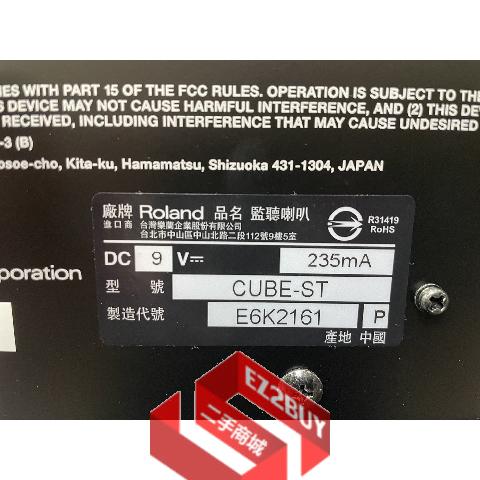 IES WITH PART 15 OF THE FCC RULES. OPERATION IS SUBJECT TO THE
S DEVICE MAY NOT CAUSE HARMFUL INTERFERENCE, AND (2) THIS DEV
RECEIVED, INCLUDING INTERFERENCE THAT MAY CAUSE UNDESIRED
-3 (B)
osoe-cho, Kita-ku, Hamamatsu, Shizuoka 431-1304, JAPAN
廠牌 Roland 品名 監聽喇叭
進口商 台灣樂蘭企業股份有限公司
台北市中山區中山北路二段112號9樓5室
R31419
RoHS
DC 9 V⎓ 235mA
orporation
型號 CUBE-ST
製造代號 E6K2161 P
產地 中國
EZ2BUY
二手商城